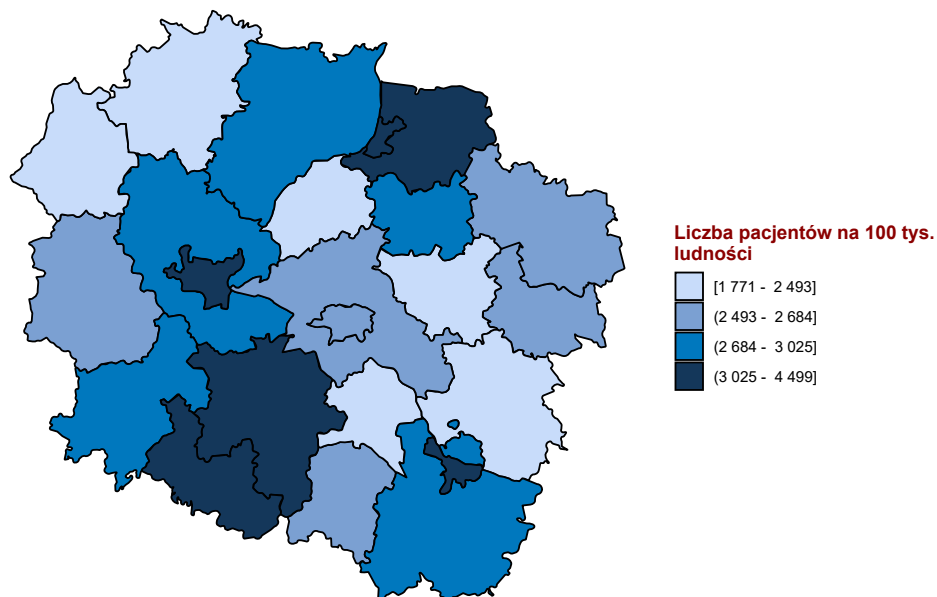 Liczba pacjentów na 100 tys.
ludności
[1 771 - 2 493]
(2 493 - 2 684]
(2 684 - 3 025]
(3 025 - 4 499]